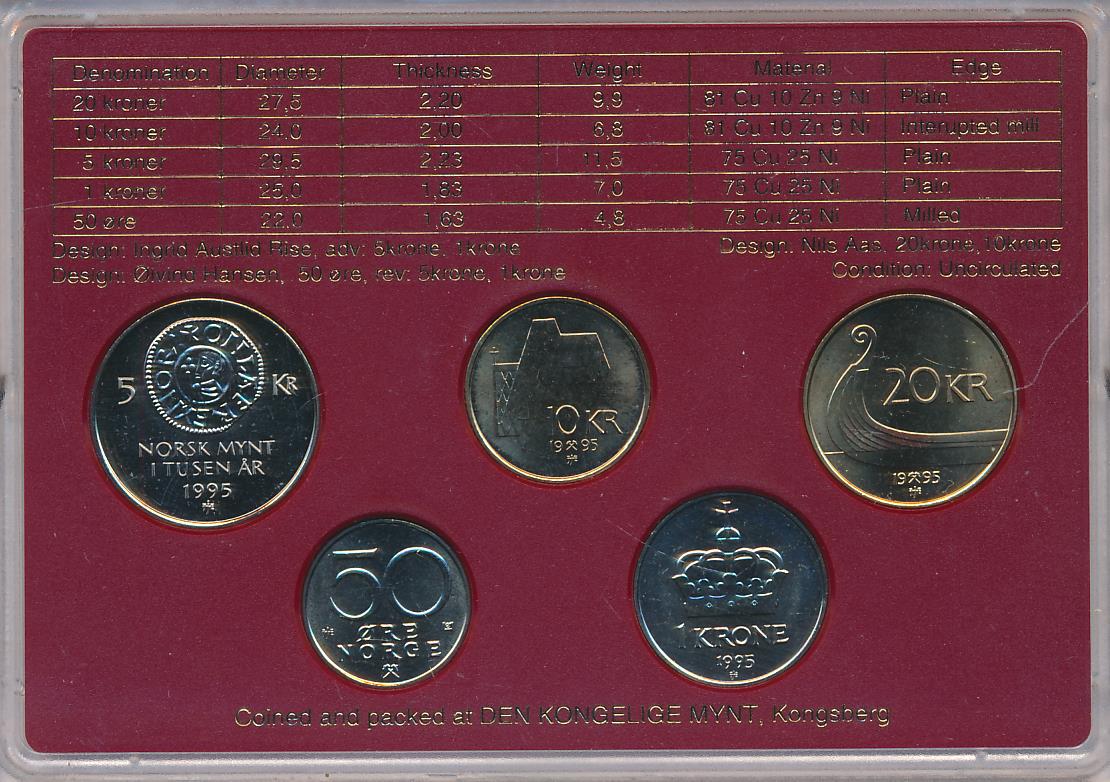 Denomination Diameter Thickness Weight Material Edge
20 kroner 27,5 2,20 9,9 81 Cu 10 Zn 9 Ni Plain
10 kroner 24,0 2,00 6,8 81 Cu 10 Zn 9 Ni Interupted mill
5 kroner 29,5 2,23 11,5 75 Cu 25 Ni Plain
1 kroner 25,0 1,83 7,0 75 Cu 25 Ni Plain
50 øre 22,0 1,63 4,8 75 Cu 25 Ni Milled
Design: Ingrid Austlid Rise, adv: 5krone, 1krone
Design: Nils Aas, 20krone,10krone
Design: Øivind Hansen, 50 øre, rev: 5krone, 1krone
Condition: Uncirculated
5 KR
NORSK MYNT
I TUSEN ÅR
1995
10 KR
19 95
20 KR
19 95
50
ØRE
NORGE
1 KRONE
1995
Coined and packed at DEN KONGELIGE MYNT, Kongsberg